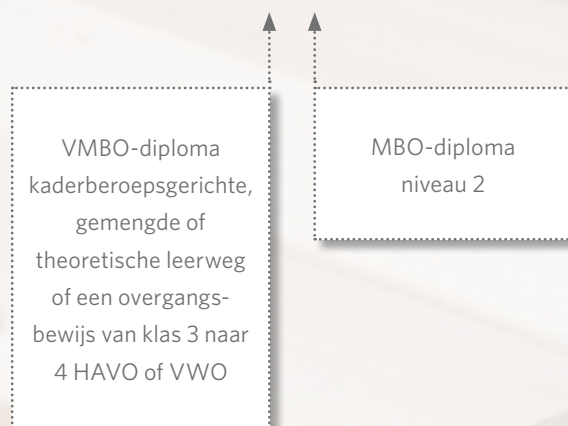 VMBO-diploma
kaderberoepsgerichte,
gemengde of
theoretische leerweg
of een overgangs-
bewijs van klas 3 naar
4 HAVO of VWO
MBO-diploma
niveau 2